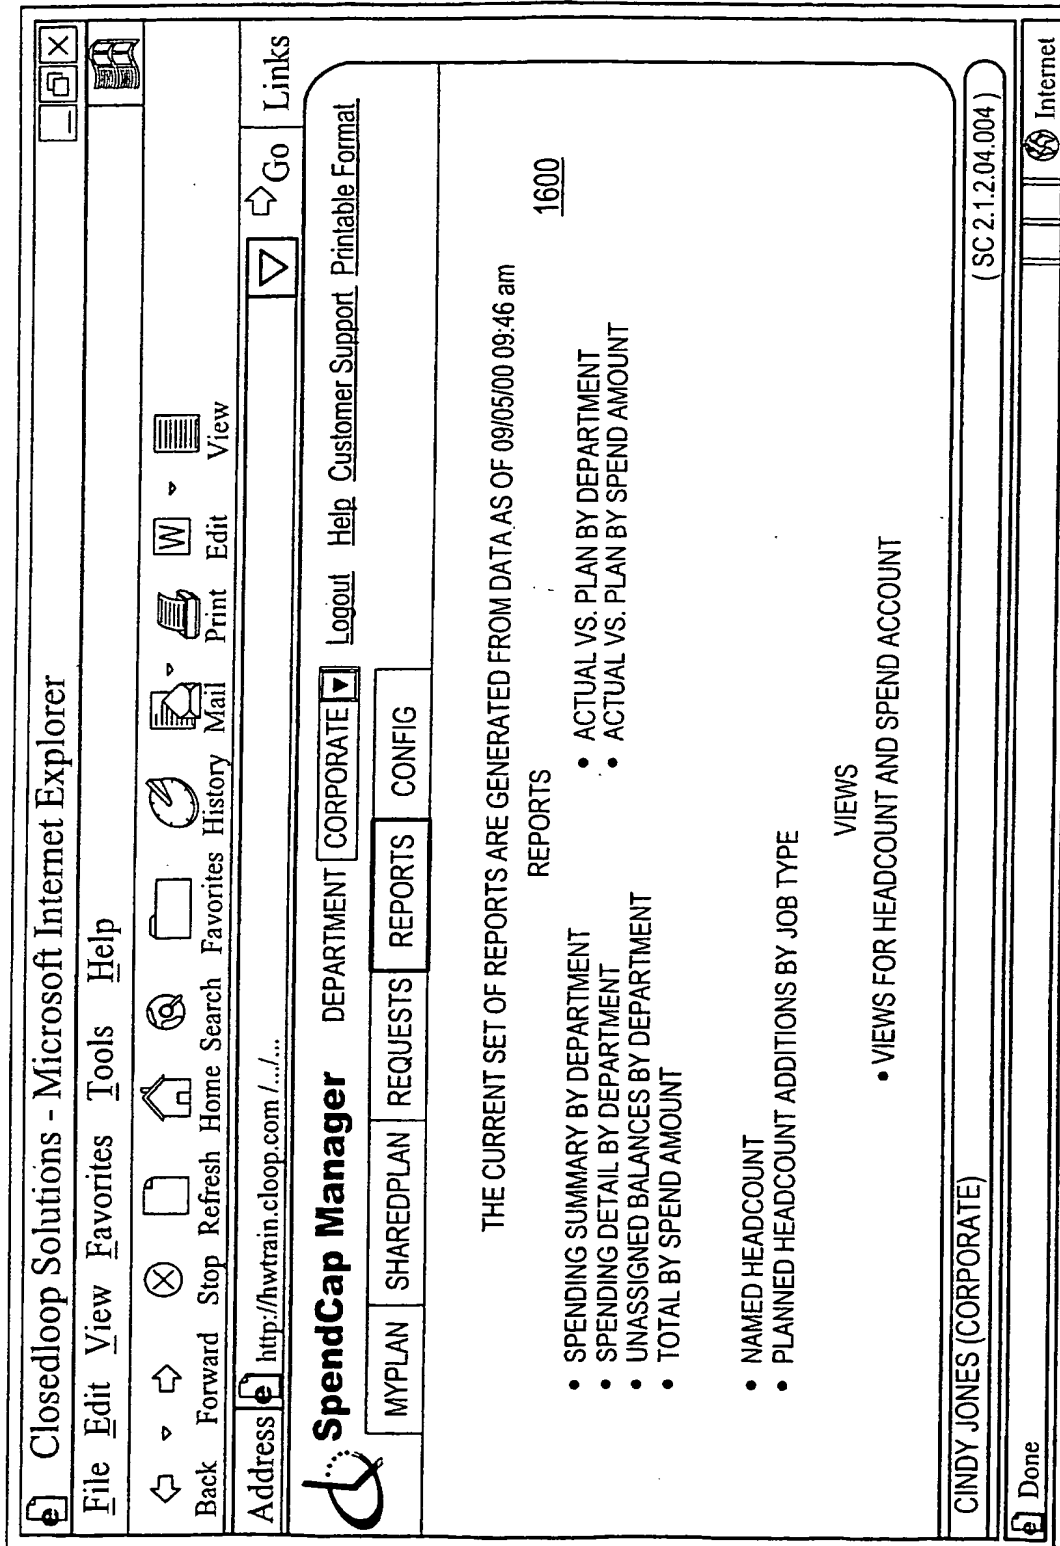 Closedloop Solutions - Microsoft Internet Explorer
File Edit View Favorites Tools Help
Back Forward Stop Refresh Home Search Favorites History Mail Print Edit View
Address http://hwtrain.cloop.com /.../... Go Links
SpendCap Manager DEPARTMENT CORPORATE Logout Help Customer Support Printable Format
MYPLAN SHAREDPLAN REQUESTS REPORTS CONFIG
THE CURRENT SET OF REPORTS ARE GENERATED FROM DATA AS OF 09/05/00 09:46 am
1600
REPORTS
• SPENDING SUMMARY BY DEPARTMENT
• SPENDING DETAIL BY DEPARTMENT
• UNASSIGNED BALANCES BY DEPARTMENT
• TOTAL BY SPEND AMOUNT
• ACTUAL VS. PLAN BY DEPARTMENT
• ACTUAL VS. PLAN BY SPEND AMOUNT
• NAMED HEADCOUNT
• PLANNED HEADCOUNT ADDITIONS BY JOB TYPE
VIEWS
• VIEWS FOR HEADCOUNT AND SPEND ACCOUNT
CINDY JONES (CORPORATE) ( SC 2.1.2.04.004 )
Done Internet